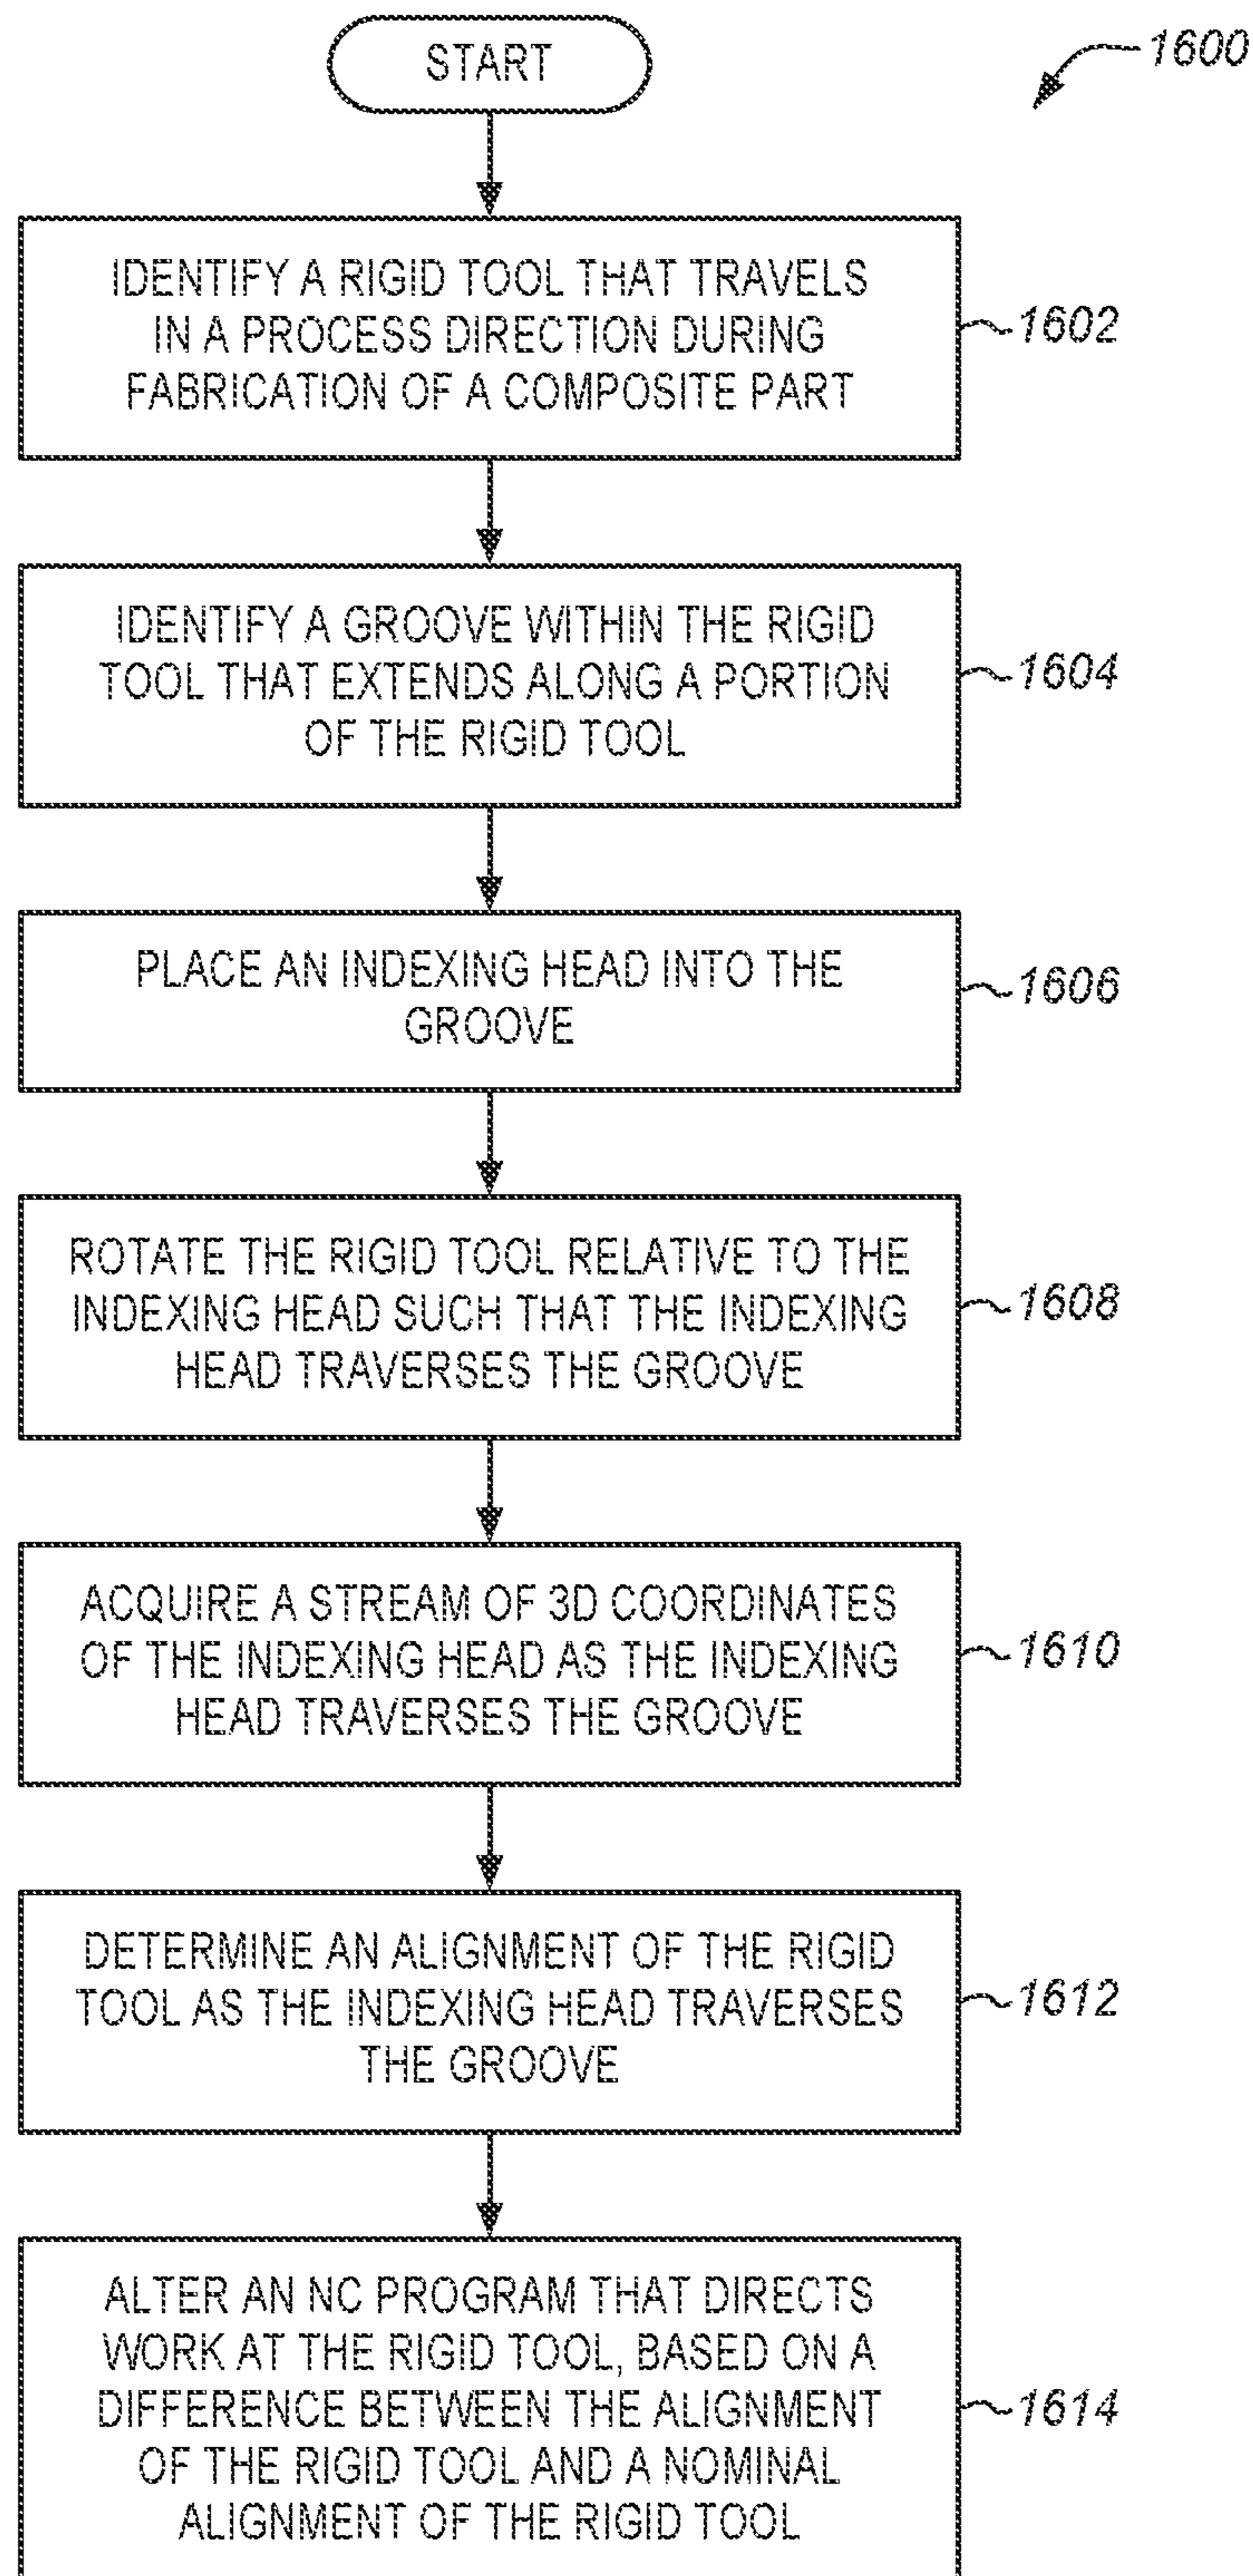 START
1600
IDENTIFY A RIGID TOOL THAT TRAVELS
IN A PROCESS DIRECTION DURING
FABRICATION OF A COMPOSITE PART
1602
IDENTIFY A GROOVE WITHIN THE RIGID
TOOL THAT EXTENDS ALONG A PORTION
OF THE RIGID TOOL
1604
PLACE AN INDEXING HEAD INTO THE
GROOVE
1606
ROTATE THE RIGID TOOL RELATIVE TO THE
INDEXING HEAD SUCH THAT THE INDEXING
HEAD TRAVERSES THE GROOVE
1608
ACQUIRE A STREAM OF 3D COORDINATES
OF THE INDEXING HEAD AS THE INDEXING
HEAD TRAVERSES THE GROOVE
1610
DETERMINE AN ALIGNMENT OF THE RIGID
TOOL AS THE INDEXING HEAD TRAVERSES
THE GROOVE
1612
ALTER AN NC PROGRAM THAT DIRECTS
WORK AT THE RIGID TOOL, BASED ON A
DIFFERENCE BETWEEN THE ALIGNMENT
OF THE RIGID TOOL AND A NOMINAL
ALIGNMENT OF THE RIGID TOOL
1614